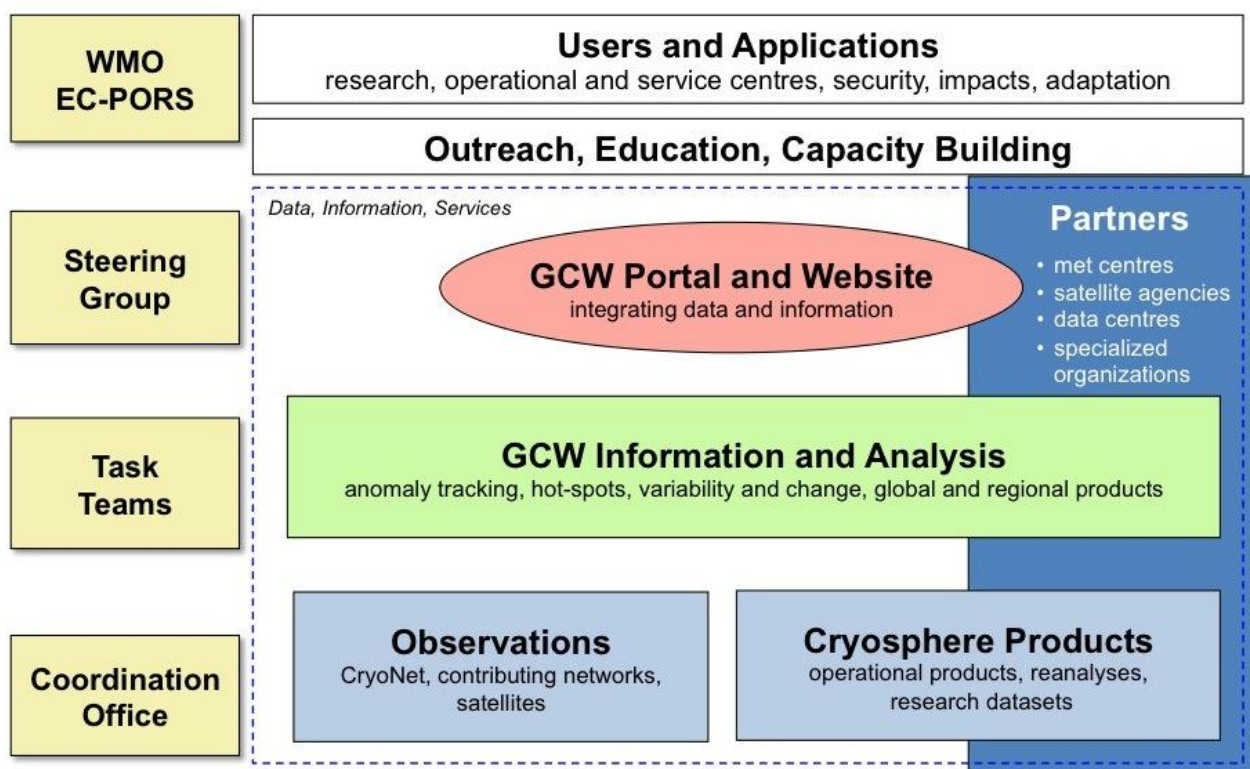 WMO
EC-PORS
Users and Applications
research, operational and service centres, security, impacts, adaptation
Outreach, Education, Capacity Building
Steering
Group
Data, Information, Services
GCW Portal and Website
integrating data and information
Partners
• met centres
• satellite agencies
• data centres
• specialized
organizations
Task
Teams
GCW Information and Analysis
anomaly tracking, hot-spots, variability and change, global and regional products
Coordination
Office
Observations
CryoNet, contributing networks,
satellites
Cryosphere Products
operational products, reanalyses,
research datasets